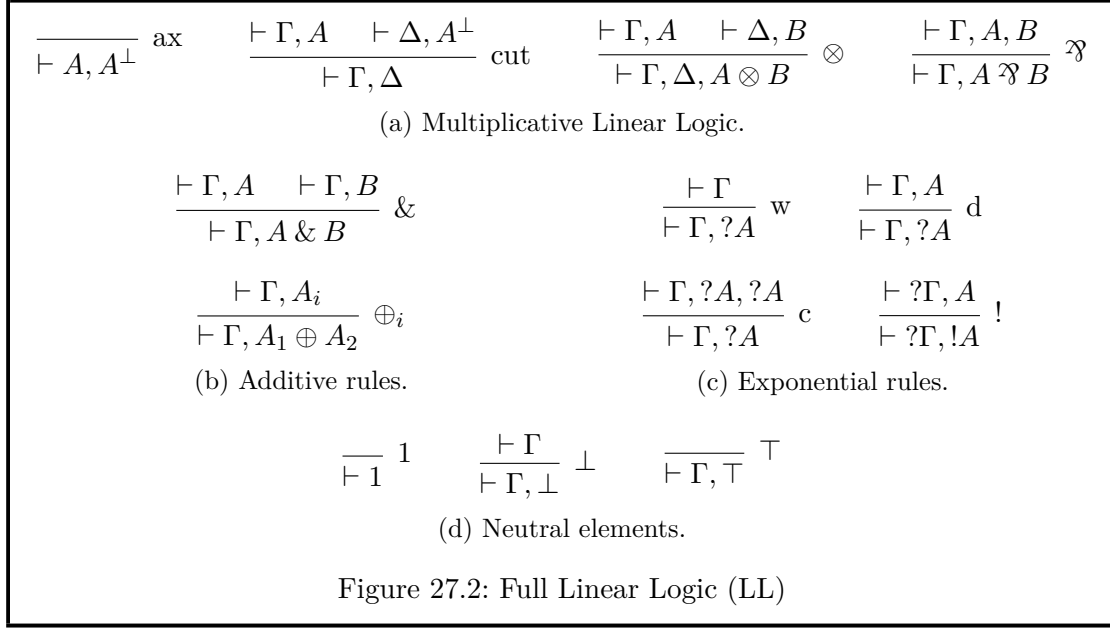 ⊢ A, A⊥ ax ⊢ Γ, A ⊢ Δ, A⊥ / ⊢ Γ, Δ cut ⊢ Γ, A ⊢ Δ, B / ⊢ Γ, Δ, A ⊗ B ⊗ ⊢ Γ, A, B / ⊢ Γ, A ⅋ B ⅋
(a) Multiplicative Linear Logic.
⊢ Γ, A ⊢ Γ, B / ⊢ Γ, A & B &
⊢ Γ, A_i / ⊢ Γ, A_1 ⊕ A_2 ⊕_i
(b) Additive rules.
⊢ Γ / ⊢ Γ, ?A w ⊢ Γ, A / ⊢ Γ, ?A d
⊢ Γ, ?A, ?A / ⊢ Γ, ?A c ⊢ ?Γ, A / ⊢ ?Γ, !A !
(c) Exponential rules.
⊢ 1 1 ⊢ Γ / ⊢ Γ, ⊥ ⊥ ⊢ Γ, ⊤ ⊤
(d) Neutral elements.
Figure 27.2: Full Linear Logic (LL)